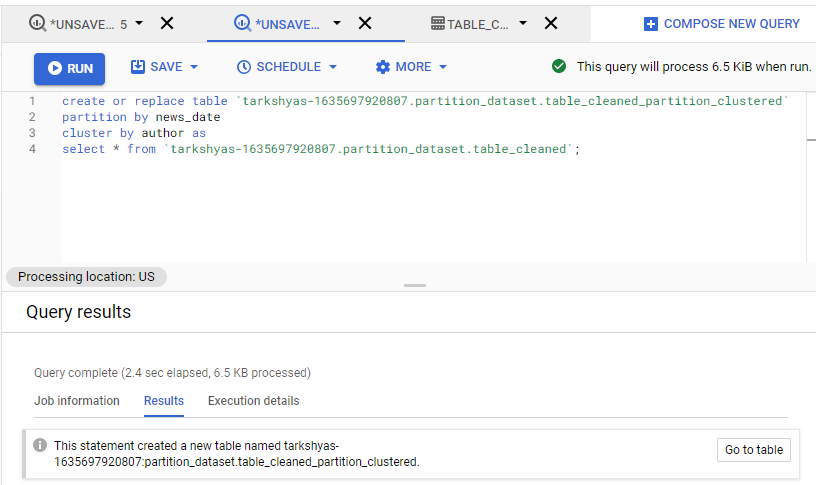 *UNSAVE... 5
*UNSAVE...
TABLE_C...
COMPOSE NEW QUERY
RUN
SAVE
SCHEDULE
MORE
This query will process 6.5 KiB when run.
1 create or replace table `tarkshyas-1635697920807.partition_dataset.table_cleaned_partition_clustered`
2 partition by news_date
3 cluster by author as
4 select * from `tarkshyas-1635697920807.partition_dataset.table_cleaned`;
Processing location: US
Query results
Query complete (2.4 sec elapsed, 6.5 KB processed)
Job information
Results
Execution details
This statement created a new table named tarkshyas-
1635697920807:partition_dataset.table_cleaned_partition_clustered.
Go to table